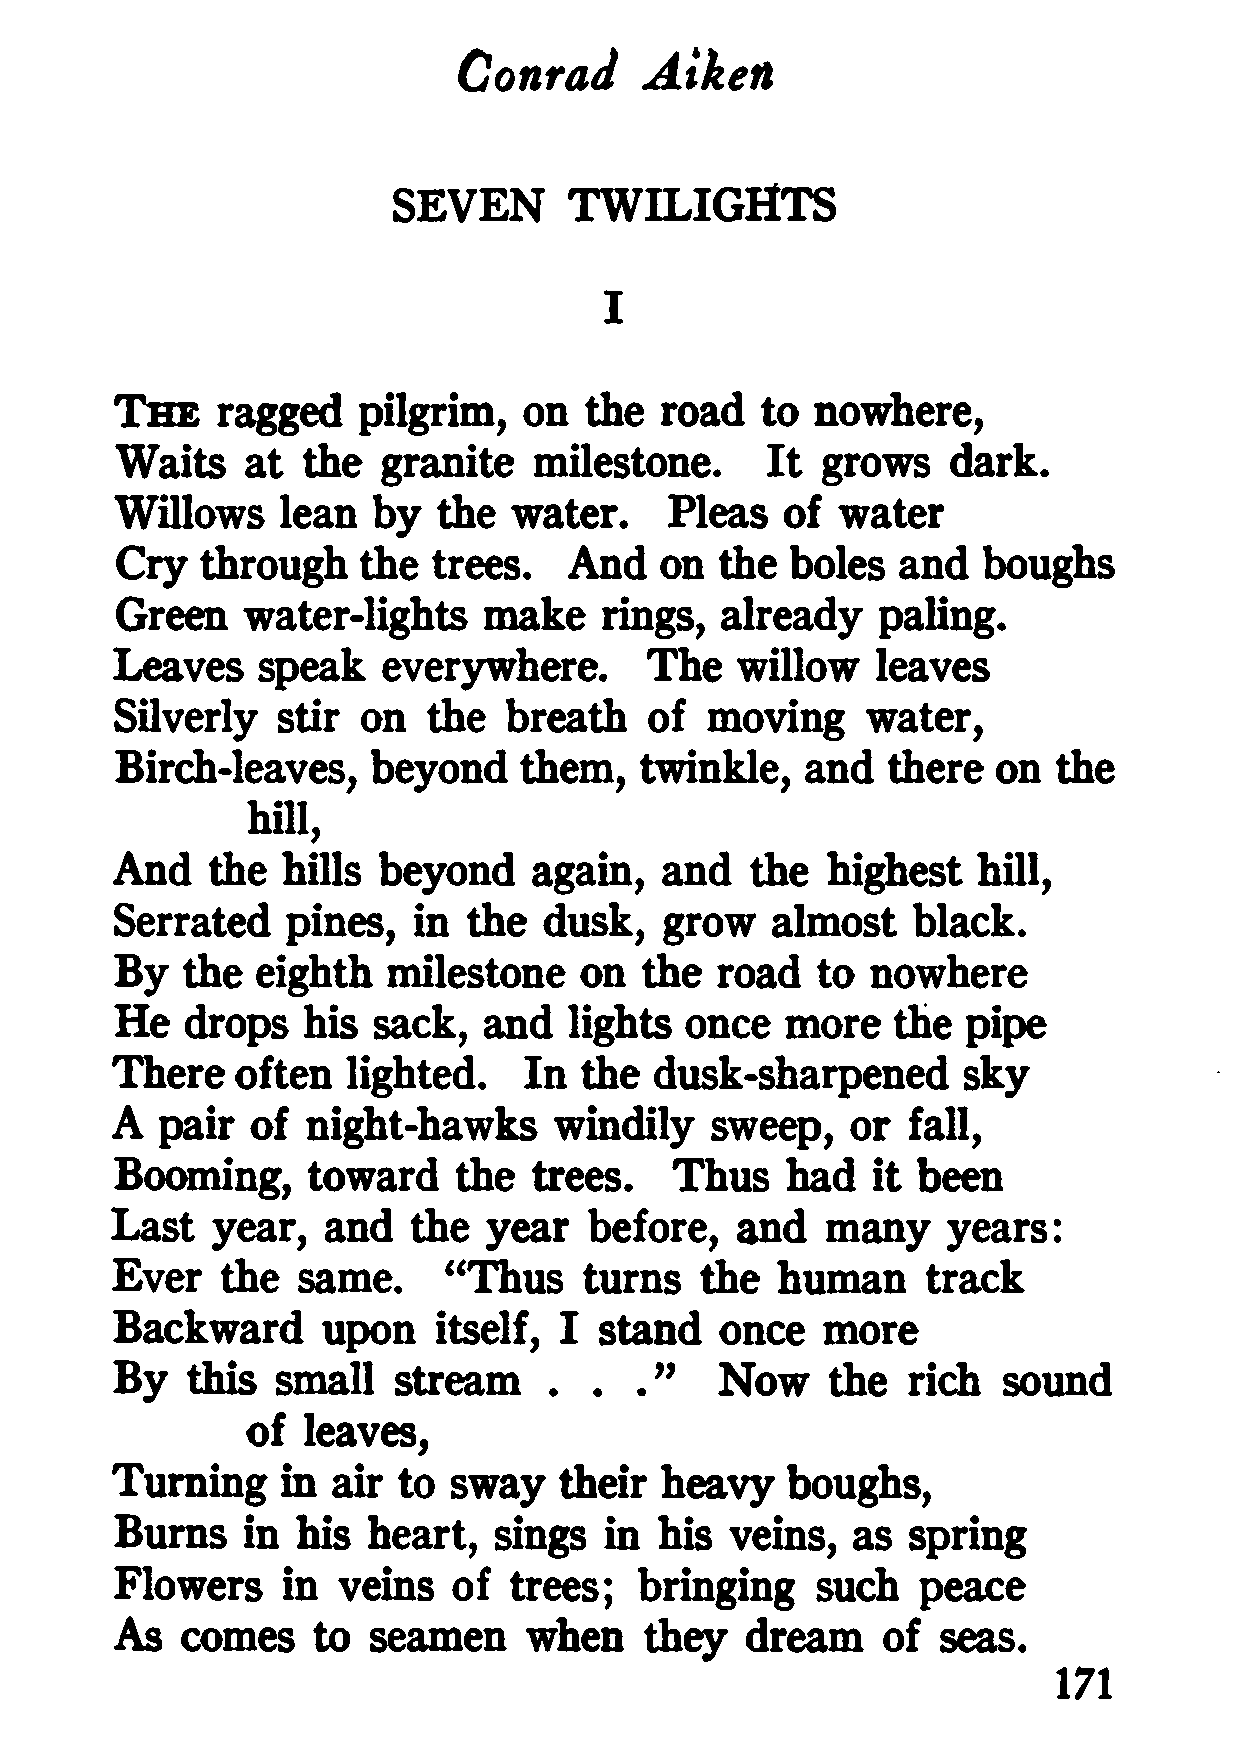 Conrad Aiken
SEVEN TWILIGHTS
I
THE ragged pilgrim, on the road to nowhere,
Waits at the granite milestone. It grows dark.
Willows lean by the water. Pleas of water
Cry through the trees. And on the boles and boughs
Green water-lights make rings, already paling.
Leaves speak everywhere. The willow leaves
Silverly stir on the breath of moving water,
Birch-leaves, beyond them, twinkle, and there on the
hill,
And the hills beyond again, and the highest hill,
Serrated pines, in the dusk, grow almost black.
By the eighth milestone on the road to nowhere
He drops his sack, and lights once more the pipe
There often lighted. In the dusk-sharpened sky
A pair of night-hawks windily sweep, or fall,
Booming, toward the trees. Thus had it been
Last year, and the year before, and many years:
Ever the same. “Thus turns the human track
Backward upon itself, I stand once more
By this small stream . . .” Now the rich sound
of leaves,
Turning in air to sway their heavy boughs,
Burns in his heart, sings in his veins, as spring
Flowers in veins of trees; bringing such peace
As comes to seamen when they dream of seas.
171